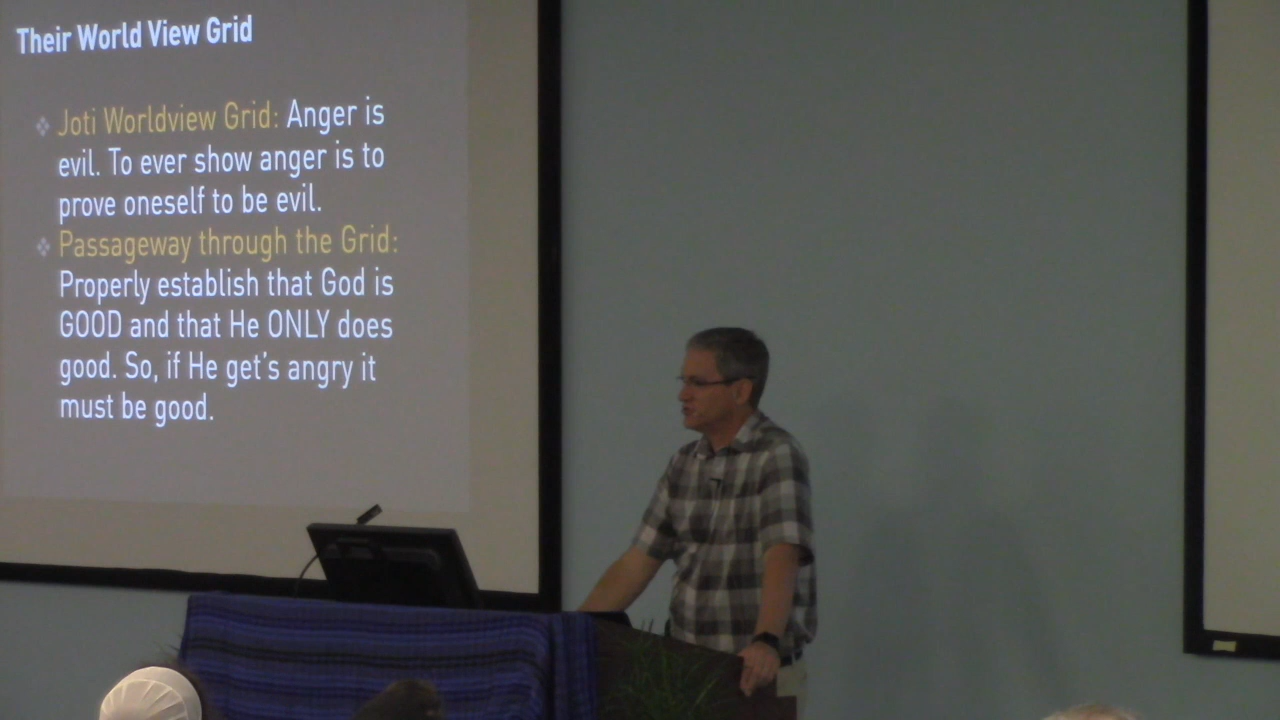 Their World View Grid
Joti Worldview Grid: Anger is
evil. To ever show anger is to
prove oneself to be evil.
Passageway through the Grid:
Properly establish that God is
GOOD and that He ONLY does
good. So, if He get's angry it
must be good.